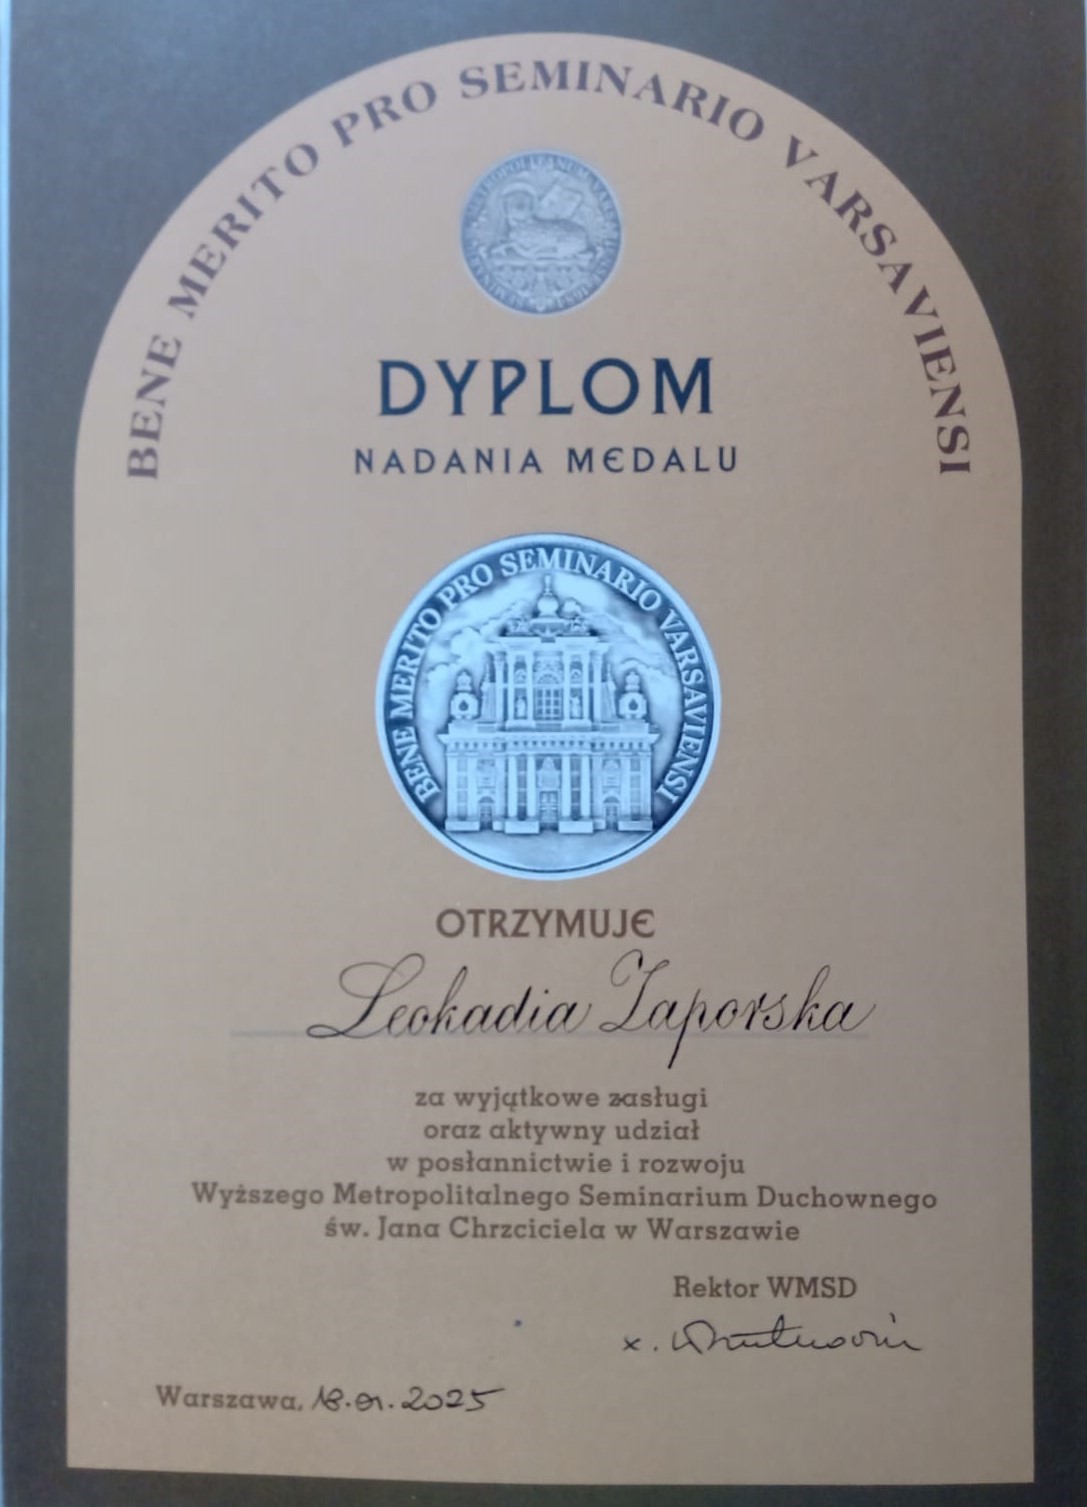 BENE MERITO PRO SEMINARIO VARSAVIENSI
DYPLOM
NADANIA MEDALU
BENE MERITO PRO SEMINARIO VARSAVIENSI
OTRZYMUJE
Leokadia Zaporska
za wyjątkowe zasługi
oraz aktywny udział
w posłannictwie i rozwoju
Wyższego Metropolitalnego Seminarium Duchownego
św. Jana Chrzciciela w Warszawie
Rektor WMSD
x.
Warszawa, 18.01.2025